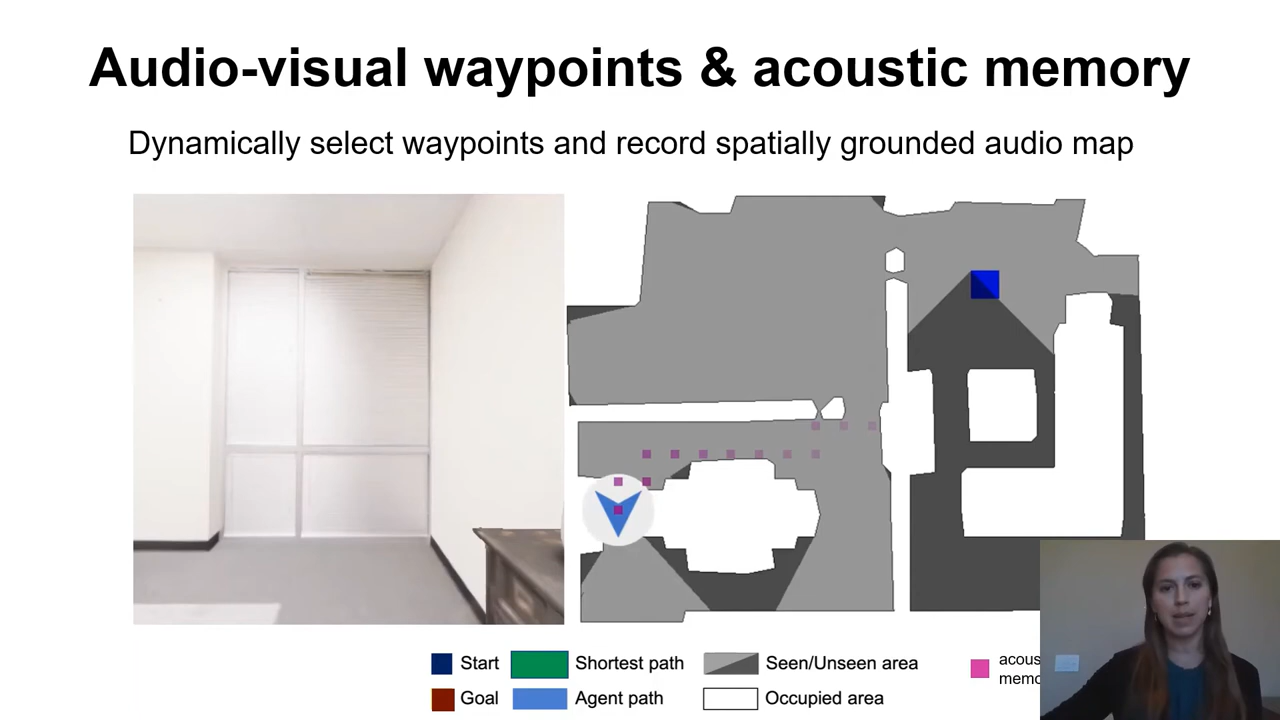 Audio-visual waypoints & acoustic memory
Dynamically select waypoints and record spatially grounded audio map
Start
Shortest path
Seen/Unseen area
Goal
Agent path
Occupied area